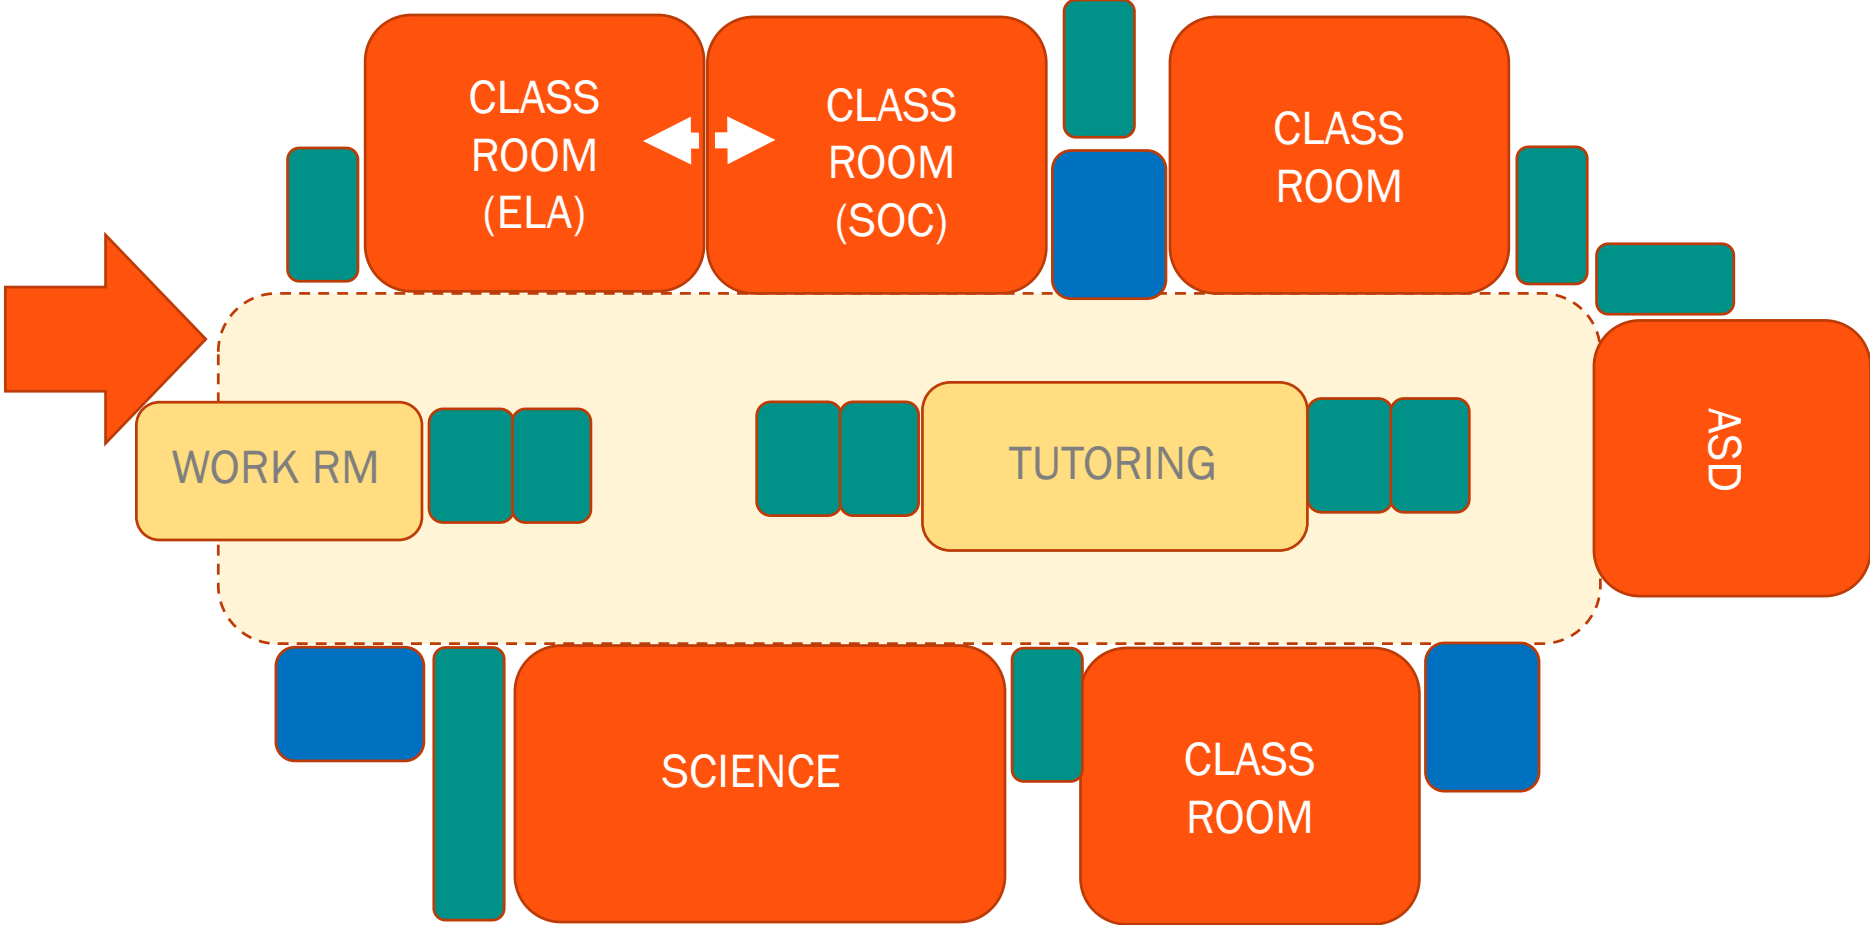 CLASS
ROOM
(ELA)
CLASS
ROOM
(SOC)
CLASS
ROOM
WORK RM
TUTORING
ASD
SCIENCE
CLASS
ROOM